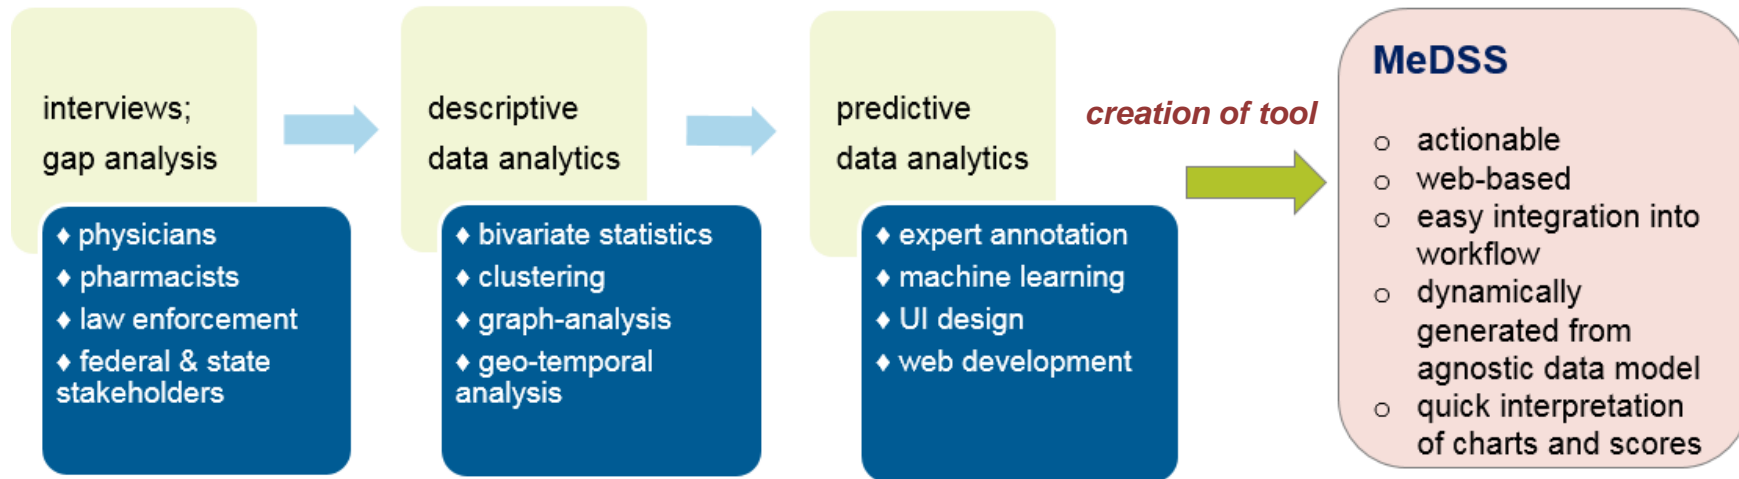 interviews;
gap analysis
♦ physicians
♦ pharmacists
♦ law enforcement
♦ federal & state
stakeholders
descriptive
data analytics
♦ bivariate statistics
♦ clustering
♦ graph-analysis
♦ geo-temporal
analysis
predictive
data analytics
♦ expert annotation
♦ machine learning
♦ UI design
♦ web development
creation of tool
MeDSS
o actionable
o web-based
o easy integration into
workflow
o dynamically
generated from
agnostic data model
o quick interpretation
of charts and scores